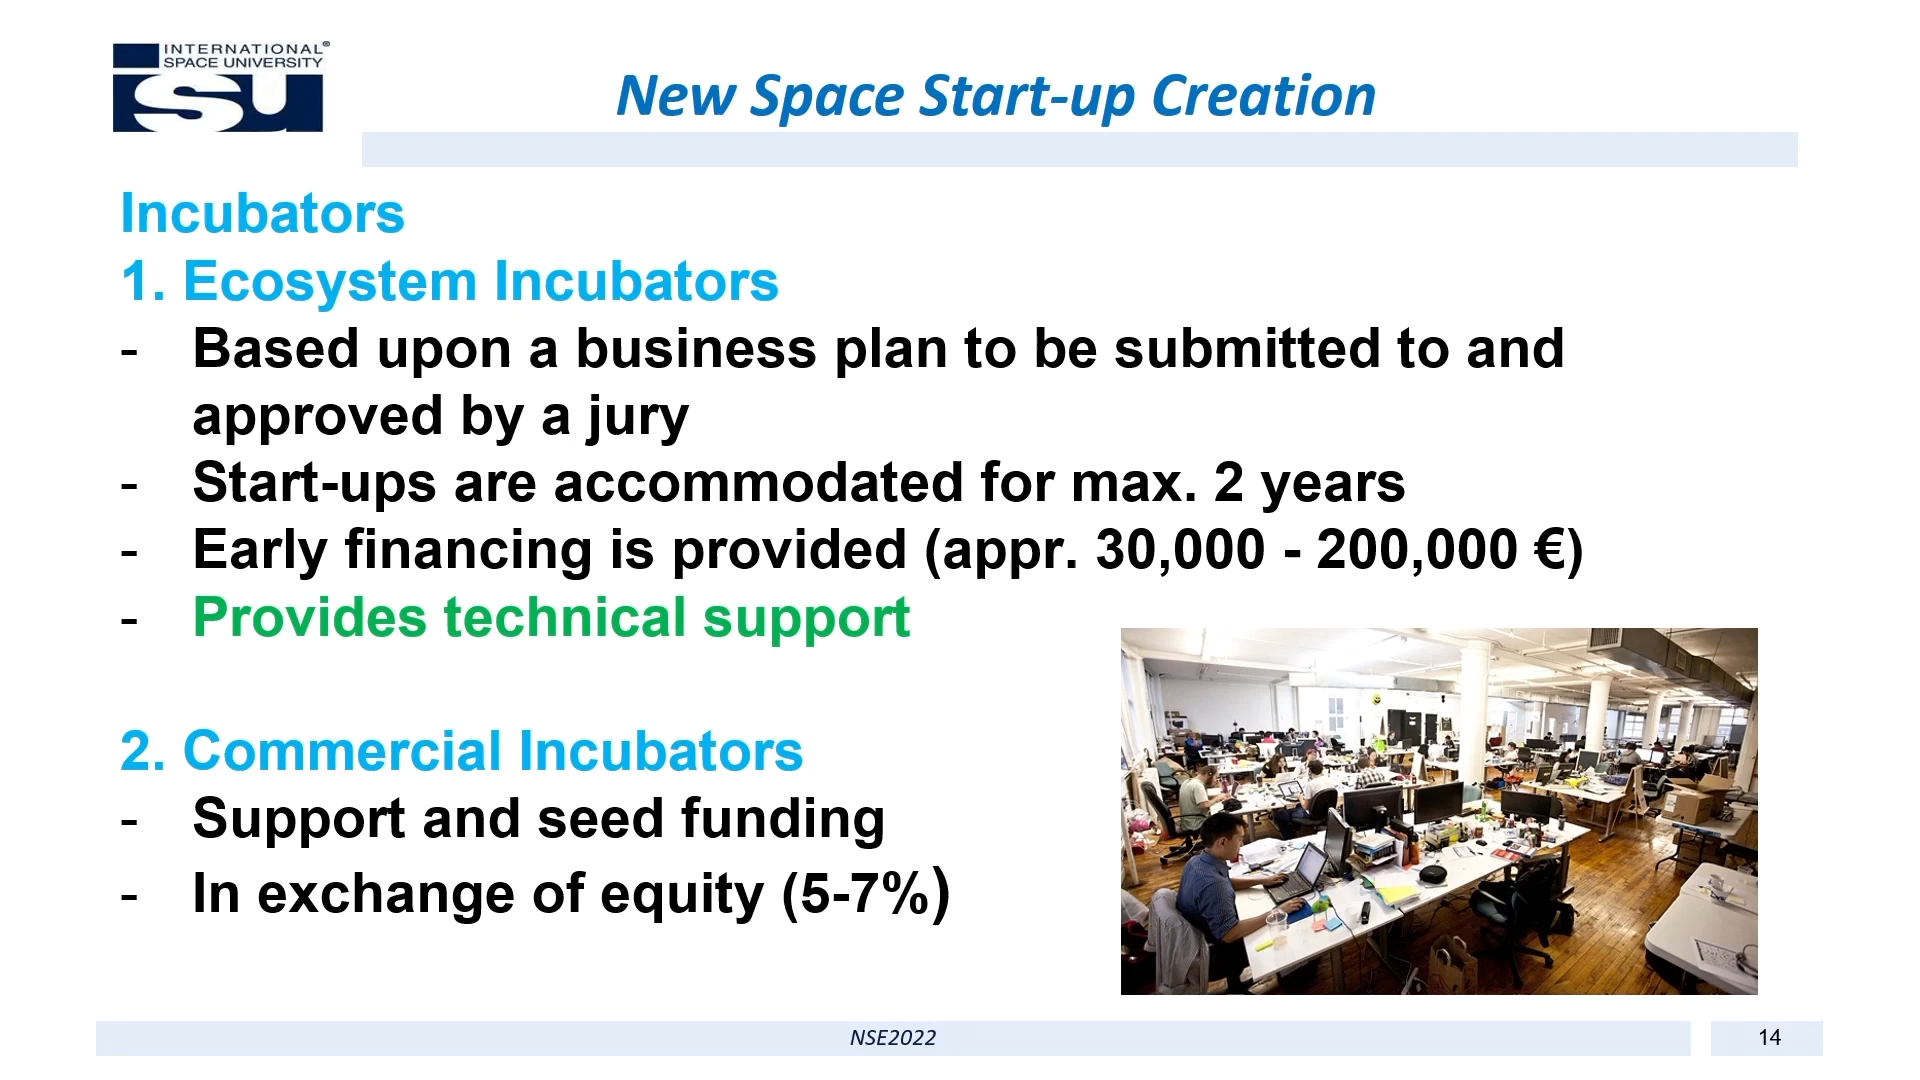 INTERNATIONAL®
SPACE UNIVERSITY
isu
New Space Start-up Creation
Incubators
1. Ecosystem Incubators
- Based upon a business plan to be submitted to and
approved by a jury
- Start-ups are accommodated for max. 2 years
- Early financing is provided (appr. 30,000 - 200,000 €)
- Provides technical support
2. Commercial Incubators
- Support and seed funding
- In exchange of equity (5-7%)
NSE2022
14